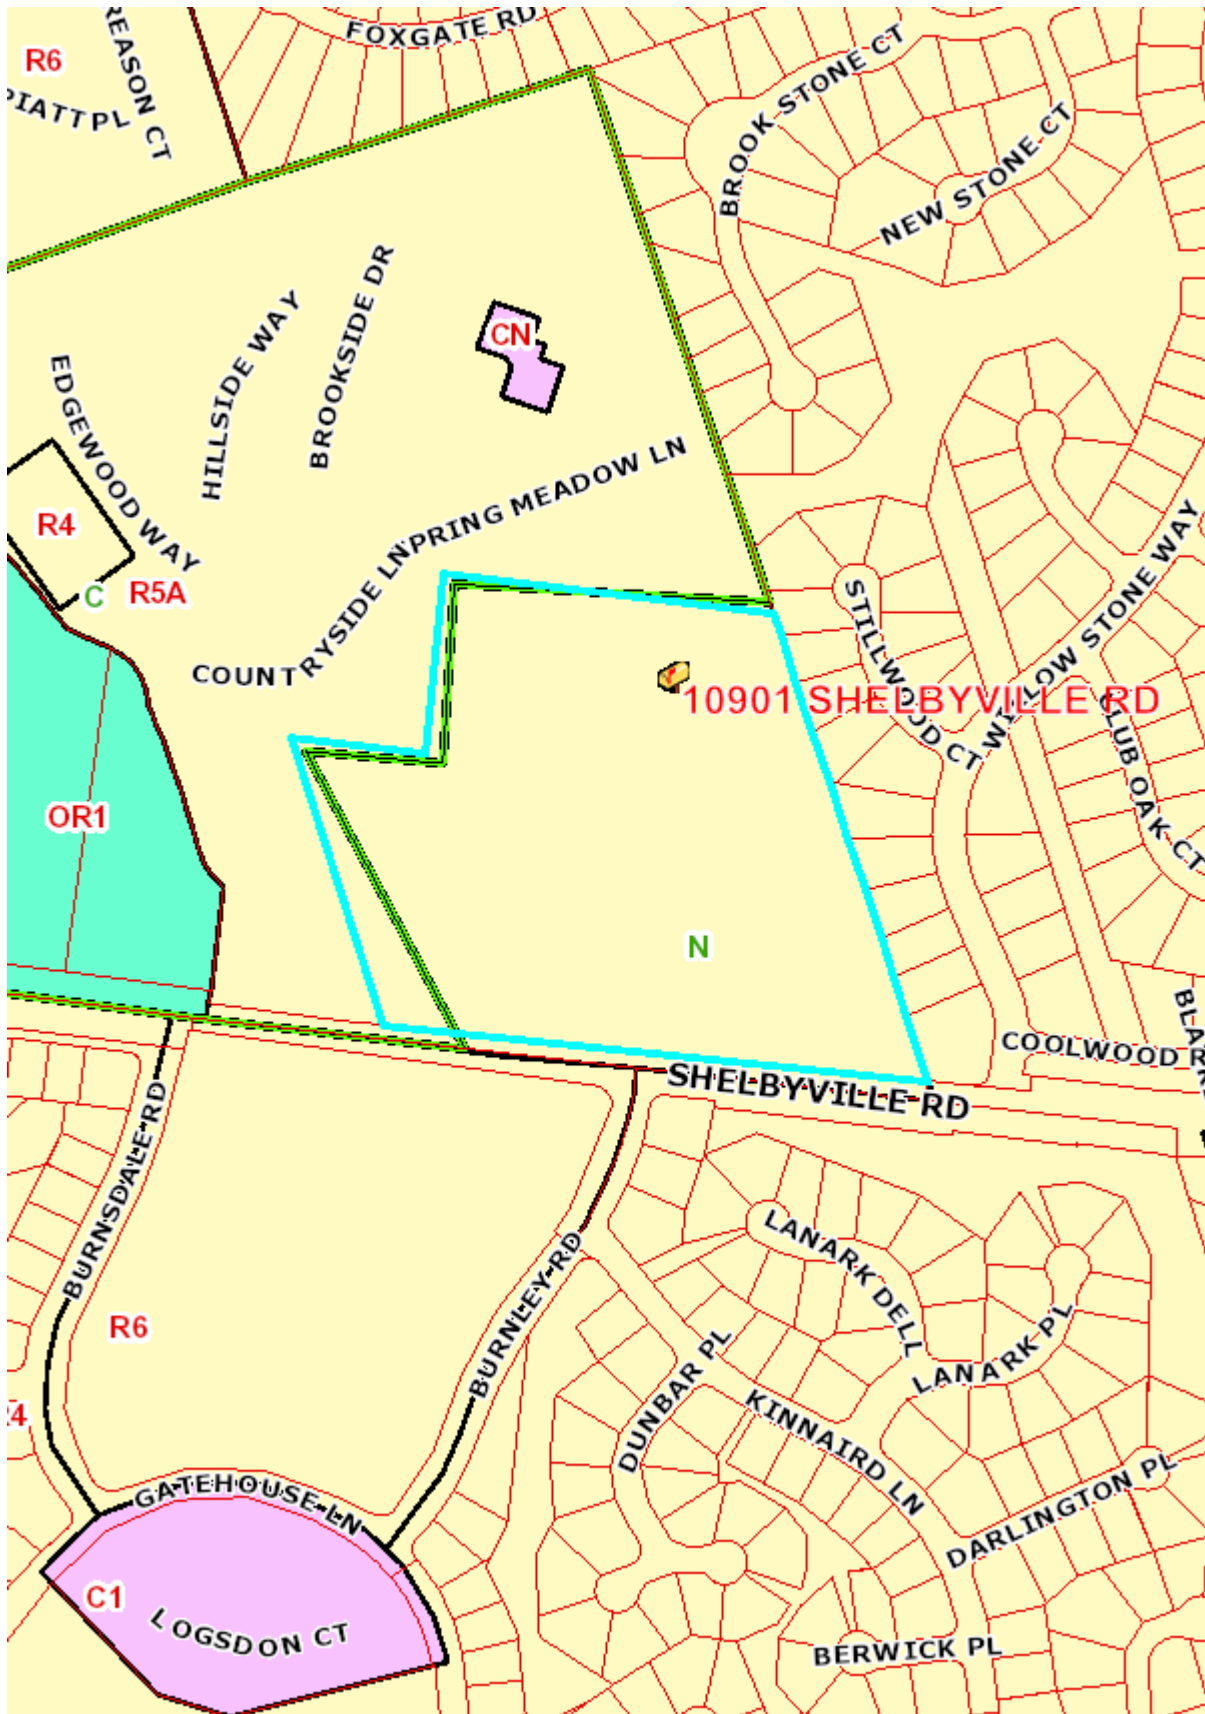 FOXGATE RD
REASON CT
R6
PIATT PL
BROOK STONE CT
NEW STONE CT
HILLSIDE WAY
BROOKSIDE DR
CN
EDGEWOOD WAY
R4
C
R5A
PRING MEADOW LN
COUNTRYSIDE LN
STILLWOOD CT
WILLOW STONE WAY
10901 SHELBYVILLE RD
CLUB OAK CT
OR1
N
COOLWOOD R
SHELBYVILLE RD
BURNSDALE RD
BURNLEY RD
LANARK DELL
LANARK PL
R6
DUNBAR PL
KINNAIRD LN
DARLINGTON PL
GATEHOUSE LN
C1
LOGSDON CT
BERWICK PL